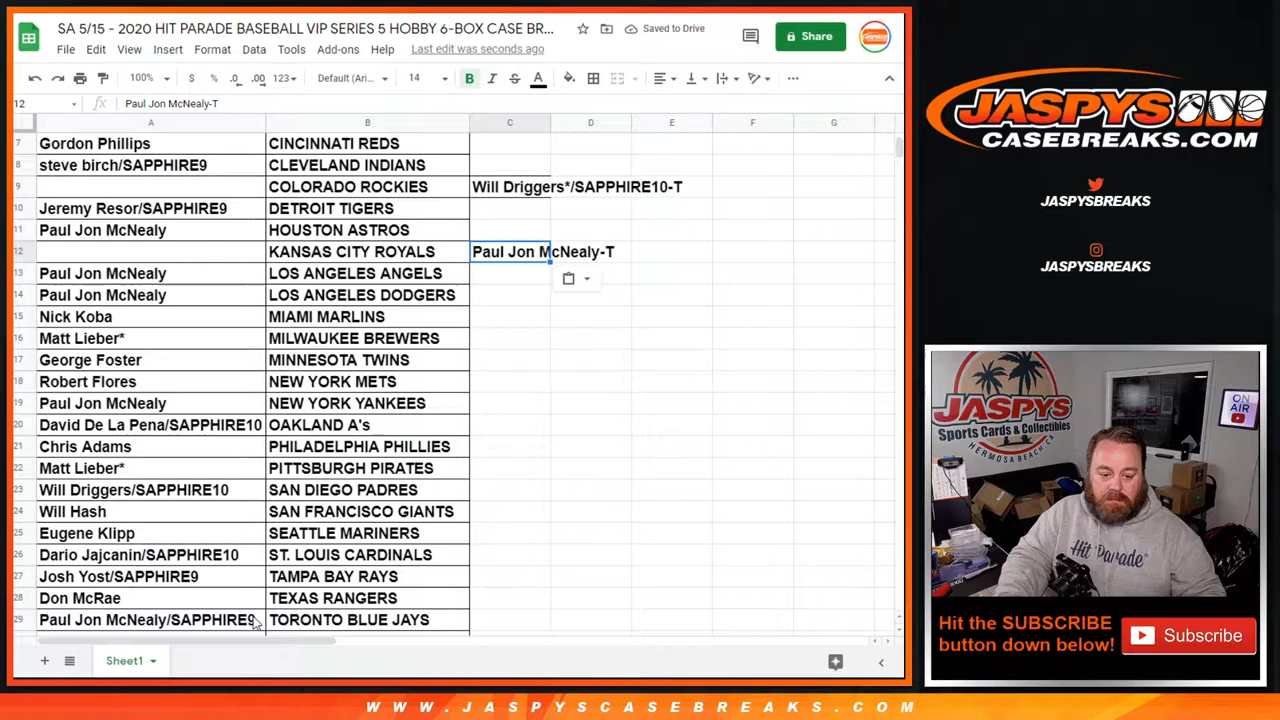 SA 5/15 - 2020 HIT PARADE BASEBALL VIP SERIES 5 HOBBY 6-BOX CASE BR...
Saved to Drive
Share
File Edit View Insert Format Data Tools Add-ons Help Last edit was seconds ago
100% $ % .0 .00 123 Default (Ari... 14 B I S A
12 fx Paul Jon McNealy-T
A B C D E F G
7 Gordon Phillips CINCINNATI REDS
8 steve birch/SAPPHIRE9 CLEVELAND INDIANS
9 COLORADO ROCKIES Will Driggers*/SAPPHIRE10-T
10 Jeremy Resor/SAPPHIRE9 DETROIT TIGERS
11 Paul Jon McNealy HOUSTON ASTROS
12 KANSAS CITY ROYALS Paul Jon McNealy-T
13 Paul Jon McNealy LOS ANGELES ANGELS
14 Paul Jon McNealy LOS ANGELES DODGERS
15 Nick Koba MIAMI MARLINS
16 Matt Lieber* MILWAUKEE BREWERS
17 George Foster MINNESOTA TWINS
18 Robert Flores NEW YORK METS
19 Paul Jon McNealy NEW YORK YANKEES
20 David De La Pena/SAPPHIRE10 OAKLAND A's
21 Chris Adams PHILADELPHIA PHILLIES
22 Matt Lieber* PITTSBURGH PIRATES
23 Will Driggers/SAPPHIRE10 SAN DIEGO PADRES
24 Will Hash SAN FRANCISCO GIANTS
25 Eugene Klipp SEATTLE MARINERS
26 Dario Jajcanin/SAPPHIRE10 ST. LOUIS CARDINALS
27 Josh Yost/SAPPHIRE9 TAMPA BAY RAYS
28 Don McRae TEXAS RANGERS
29 Paul Jon McNealy/SAPPHIRE9 TORONTO BLUE JAYS
Sheet1
JASPYS
CASEBREAKS.COM
JASPYSBREAKS
JASPYSBREAKS
JASPYS
Sports Cards & Collectibles
HERMOSA BEACH, CA
ON
AIR
Hit Parade
Hit the SUBSCRIBE
button down below!
Subscribe
WWW.JASPYSCASEBREAKS.COM